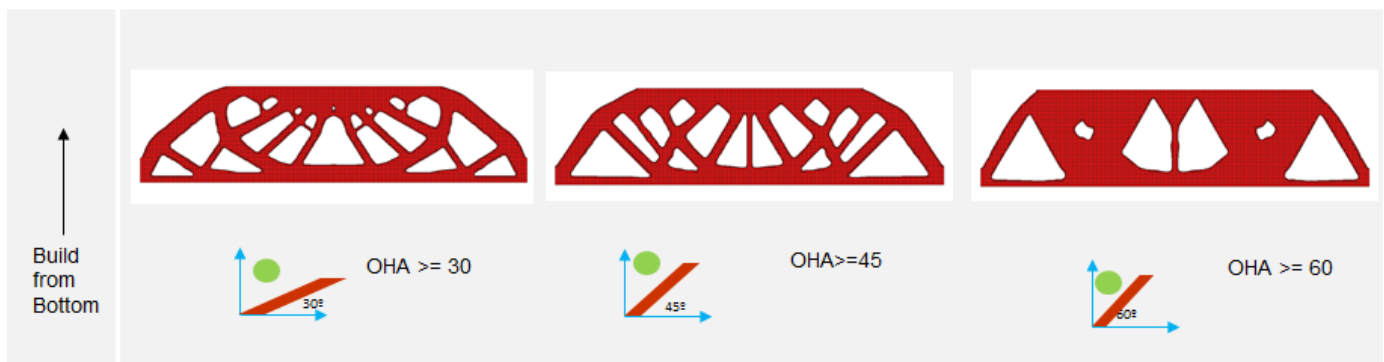 Build
from
Bottom
OHA >= 30
30º
OHA>=45
45º
OHA >= 60
60º